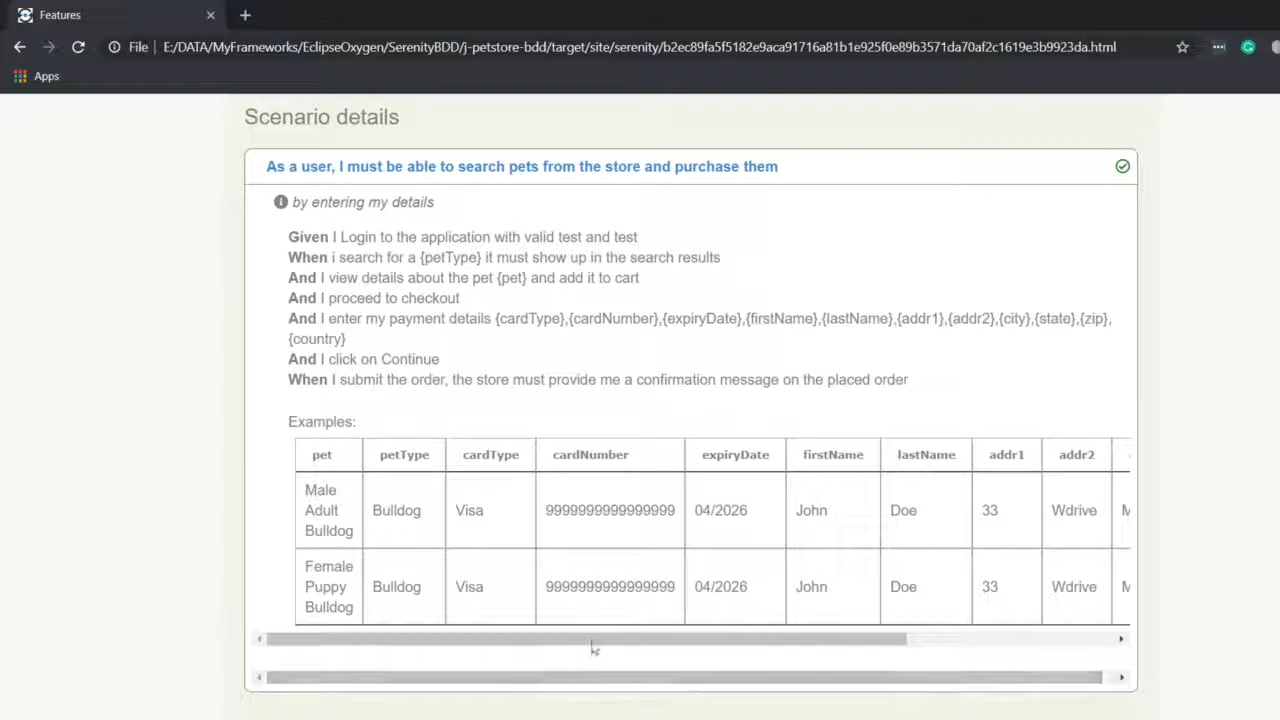 Features
File
E:/DATA/MyFrameworks/EclipseOxygen/SerenityBDD/j-petstore-bdd/target/site/serenity/b2ec89fa5f5182e9aca91716a81b1e925f0e89b3571da70af2c1619e3b9923da.html
Apps
Scenario details
As a user, I must be able to search pets from the store and purchase them
by entering my details
Given I Login to the application with valid test and test
When i search for a {petType} it must show up in the search results
And I view details about the pet {pet} and add it to cart
And I proceed to checkout
And I enter my payment details {cardType},{cardNumber},{expiryDate},{firstName},{lastName},{addr1},{addr2},{city},{state},{zip},
{country}
And I click on Continue
When I submit the order, the store must provide me a confirmation message on the placed order
Examples:
pet petType cardType cardNumber expiryDate firstName lastName addr1 addr2
Male
Adult
Bulldog
Bulldog Visa 9999999999999999 04/2026 John Doe 33 Wdrive
Female
Puppy
Bulldog
Bulldog Visa 9999999999999999 04/2026 John Doe 33 Wdrive